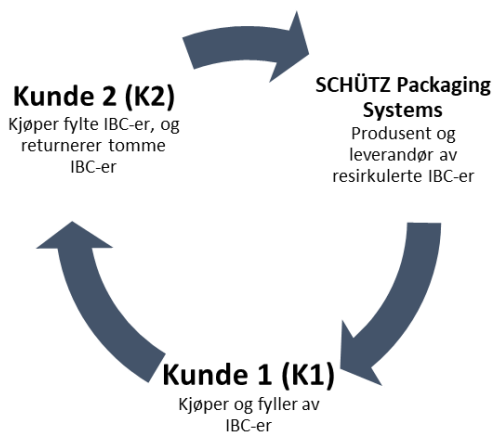 Kunde 2 (K2)
Kjøper fylte IBC-er, og
returnerer tomme
IBC-er
SCHÜTZ Packaging
Systems
Produsent og
leverandør av
resirkulerte IBC-er
Kunde 1 (K1)
Kjøper og fyller av
IBC-er